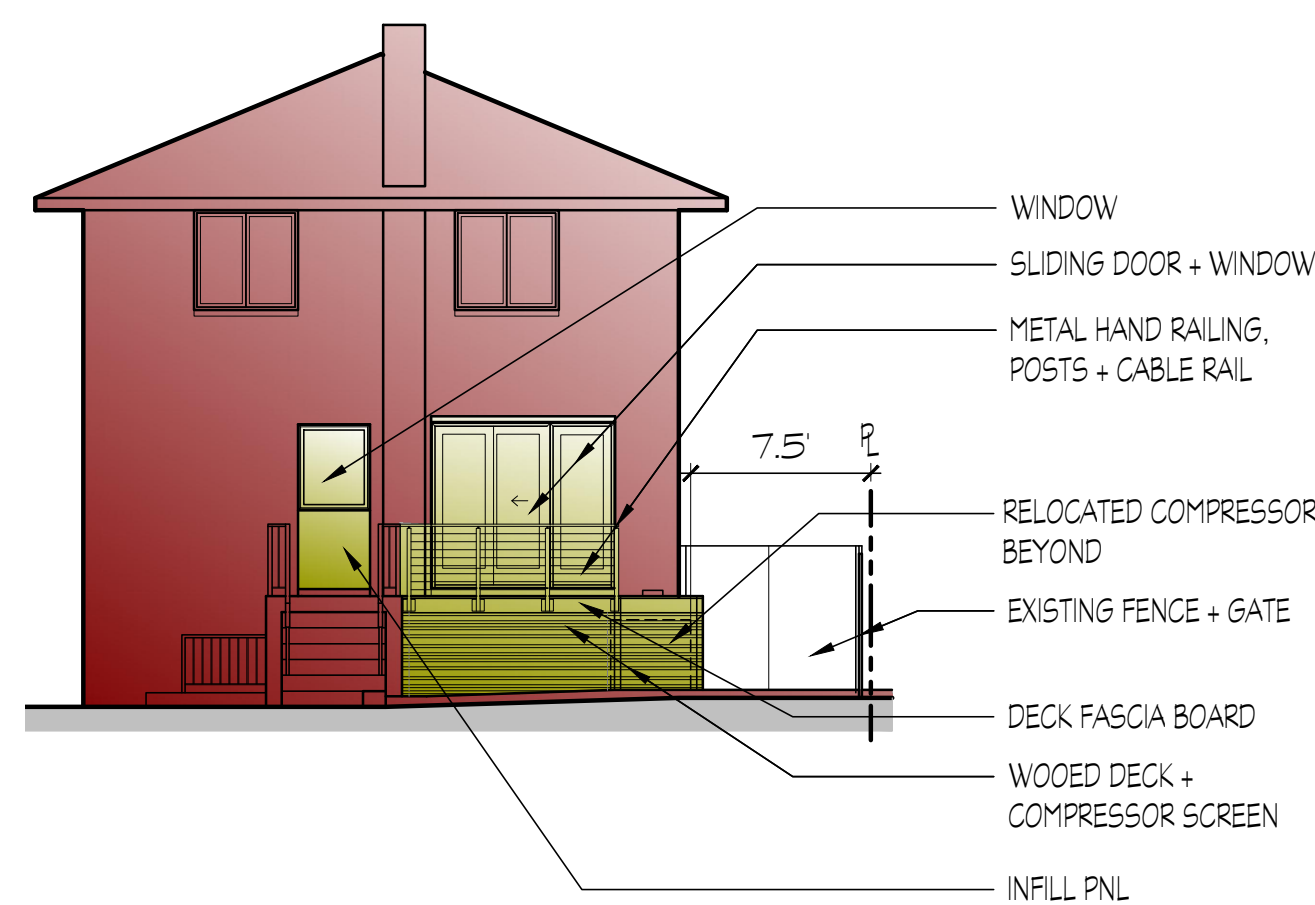 WINDOW
SLIDING DOOR + WINDOW
METAL HAND RAILING,
POSTS + CABLE RAIL
7.5' PL
RELOCATED COMPRESSOR
BEYOND
EXISTING FENCE + GATE
DECK FASCIA BOARD
WOOED DECK +
COMPRESSOR SCREEN
INFILL PNL